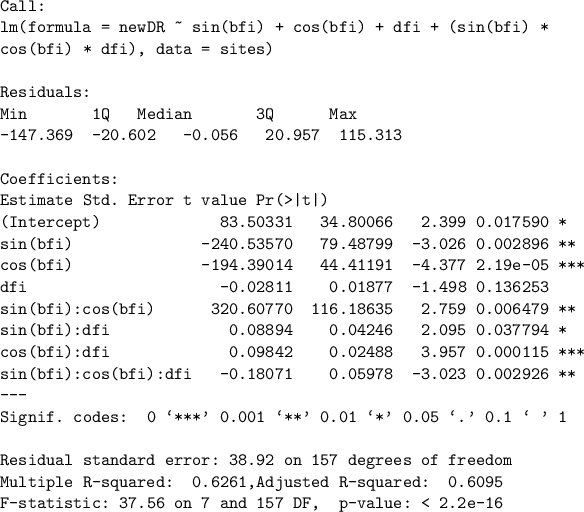 Call:
lm(formula = newDR ~ sin(bfi) + cos(bfi) + dfi + (sin(bfi) *
cos(bfi) * dfi), data = sites)
Residuals:
Min 1Q Median 3Q Max
-147.369 -20.602 -0.056 20.957 115.313
Coefficients:
Estimate Std. Error t value Pr(>|t|)
(Intercept) 83.50331 34.80066 2.399 0.017590 *
sin(bfi) -240.53570 79.48799 -3.026 0.002896 **
cos(bfi) -194.39014 44.41191 -4.377 2.19e-05 ***
dfi -0.02811 0.01877 -1.498 0.136253
sin(bfi):cos(bfi) 320.60770 116.18635 2.759 0.006479 **
sin(bfi):dfi 0.08894 0.04246 2.095 0.037794 *
cos(bfi):dfi 0.09842 0.02488 3.957 0.000115 ***
sin(bfi):cos(bfi):dfi -0.18071 0.05978 -3.023 0.002926 **
---
Signif. codes: 0 ‘***’ 0.001 ‘**’ 0.01 ‘*’ 0.05 ‘.’ 0.1 ‘ ’ 1
Residual standard error: 38.92 on 157 degrees of freedom
Multiple R-squared: 0.6261,Adjusted R-squared: 0.6095
F-statistic: 37.56 on 7 and 157 DF, p-value: < 2.2e-16